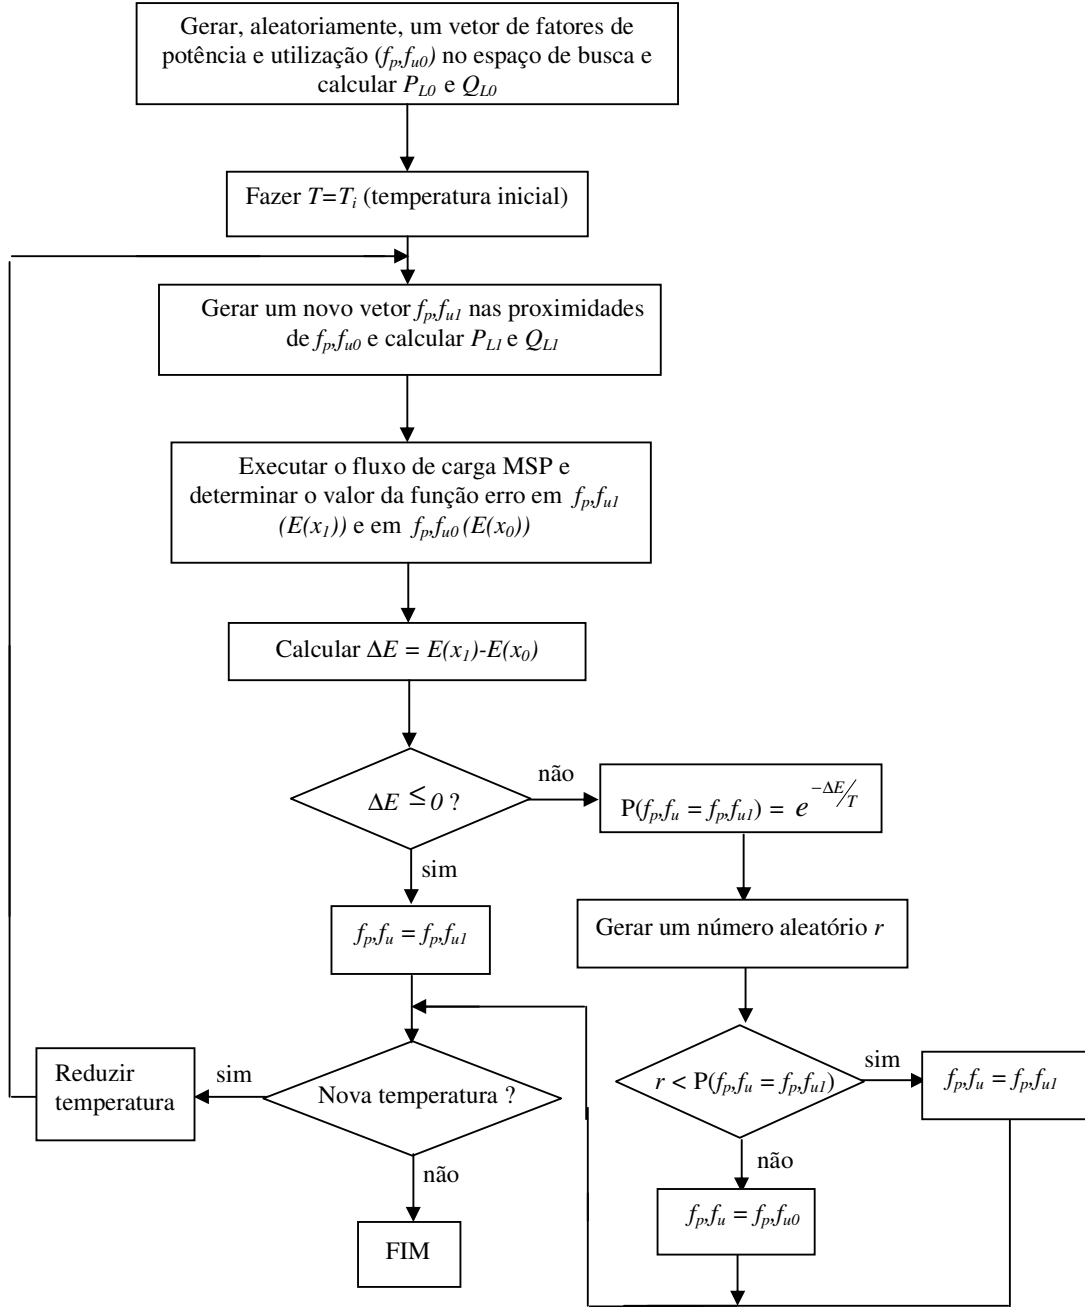 Gerar, aleatoriamente, um vetor de fatores de
potência e utilização (fp,fu0) no espaço de busca e
calcular PL0 e QL0
Fazer T=Ti (temperatura inicial)
Gerar um novo vetor fp,fu1 nas proximidades
de fp,fu0 e calcular PL1 e QL1
Executar o fluxo de carga MSP e
determinar o valor da função erro em fp,fu1
(E(x1)) e em fp,fu0 (E(x0))
Calcular ΔE = E(x1)-E(x0)
ΔE ≤ 0 ?
não
P(fp,fu = fp,fu1) = e^-ΔE/T
sim
fp,fu = fp,fu1
Gerar um número aleatório r
r < P(fp,fu = fp,fu1)
sim
fp,fu = fp,fu1
Nova temperatura ?
sim
Reduzir
temperatura
não
fp,fu = fp,fu0
não
FIM